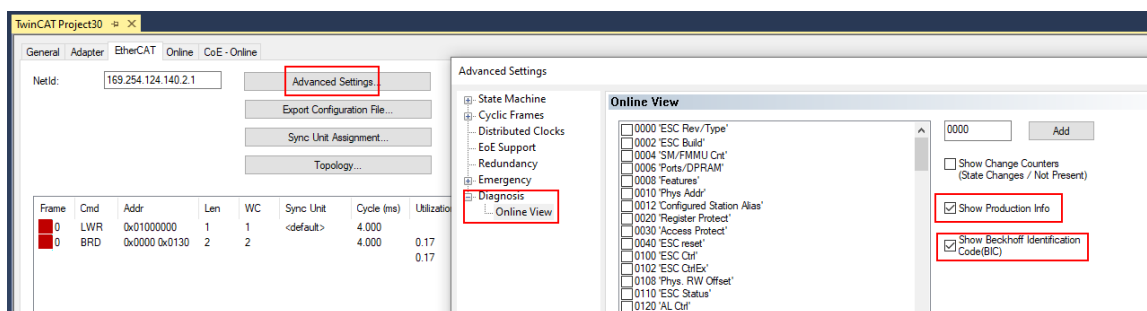 TwinCAT Project30
General Adapter EtherCAT Online CoE - Online
NetId: 169.254.124.140.2.1
Advanced Settings...
Export Configuration File...
Sync Unit Assignment...
Topology...
Frame Cmd Addr Len WC Sync Unit Cycle (ms) Utilizatio
0 LWR 0x01000000 1 1 <default> 4.000
0 BRD 0x0000 0x0130 2 2 4.000 0.17
0.17
Advanced Settings
State Machine
Cyclic Frames
Distributed Clocks
EoE Support
Redundancy
Emergency
Diagnosis
Online View
Online View
0000 'ESC Rev/Type'
0002 'ESC Build'
0004 'SM/FMMU Cnt'
0006 'Ports/DPRAM'
0008 'Features'
0010 'Phys Addr'
0012 'Configured Station Alias'
0020 'Register Protect'
0030 'Access Protect'
0040 'ESC reset'
0100 'ESC Ctrl'
0102 'ESC CtrlEx'
0108 'Phys. RW Offset'
0110 'ESC Status'
0120 'AL Ctrl'
0000 Add
Show Change Counters
(State Changes / Not Present)
Show Production Info
Show Beckhoff Identification
Code(BIC)